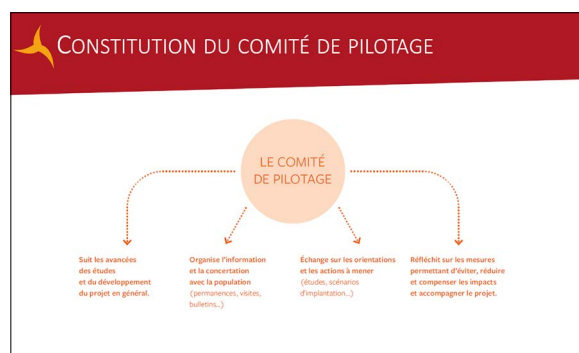 CONSTITUTION DU COMITÉ DE PILOTAGE
LE COMITÉ
DE PILOTAGE
Suit les avancées
des études
et du développement
du projet en général.
Organise l'information
et la concertation
avec la population
(permanences, visites,
bulletins...)
Échange sur les orientations
et les actions à mener
(études, scénarios
d'implantation...)
Réfléchit sur les mesures
permettant d'éviter, réduire
et compenser les impacts
et accompagner le projet.